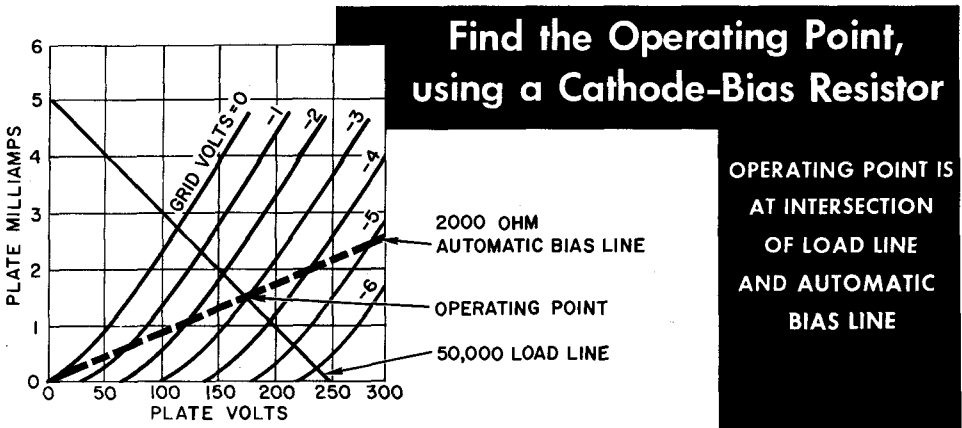 Find the Operating Point,
using a Cathode-Bias Resistor
OPERATING POINT IS
AT INTERSECTION
OF LOAD LINE
AND AUTOMATIC
BIAS LINE
6
5
4
3
2
1
0
PLATE MILLIAMPS
GRID VOLTS=0
-1
-2
-3
-4
-5
-6
2000 OHM
AUTOMATIC BIAS LINE
OPERATING POINT
50,000 LOAD LINE
0 50 100 150 200 250 300
PLATE VOLTS